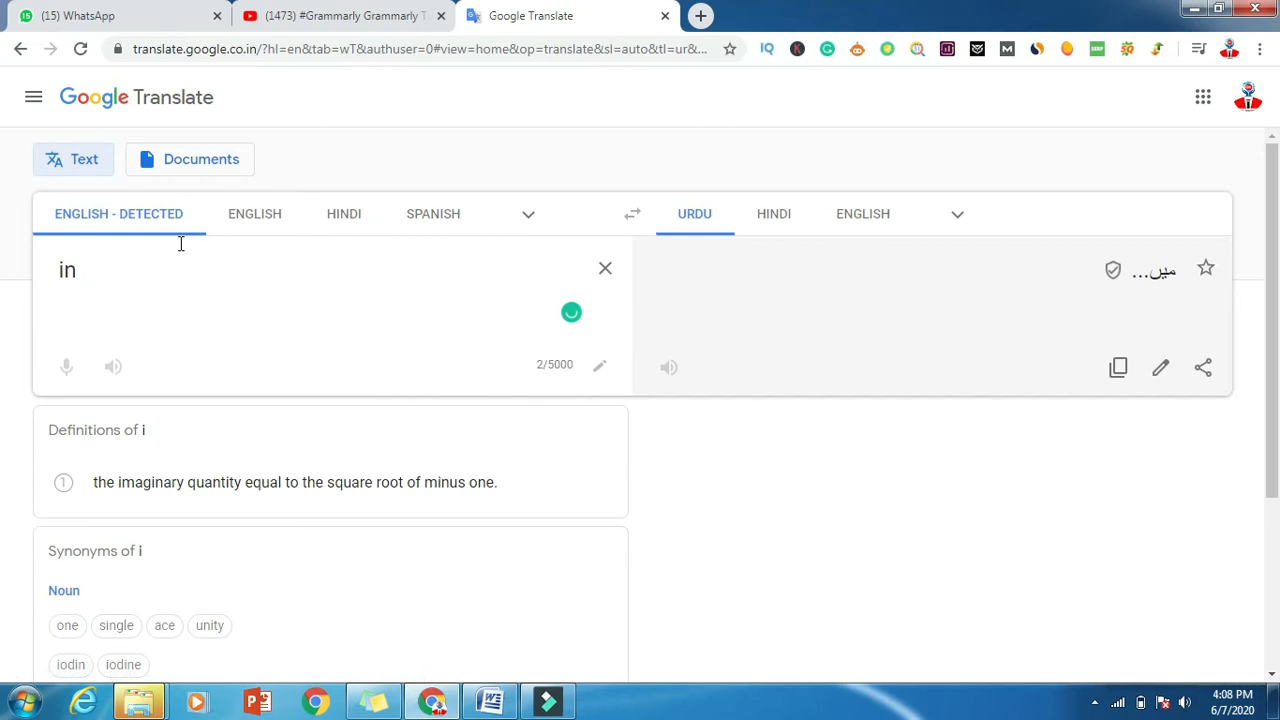 (15) WhatsApp
(1473) #Grammarly Grammarly T
Google Translate
translate.google.com/?hl=en&tab=wT&authuser=0#view=home&op=translate&sl=auto&tl=ur&...
Google Translate
Text
Documents
ENGLISH - DETECTED
ENGLISH
HINDI
SPANISH
URDU
HINDI
ENGLISH
in
میں...
2/5000
Definitions of i
1 the imaginary quantity equal to the square root of minus one.
Synonyms of i
Noun
one single ace unity
iodin iodine
4:08 PM
6/7/2020